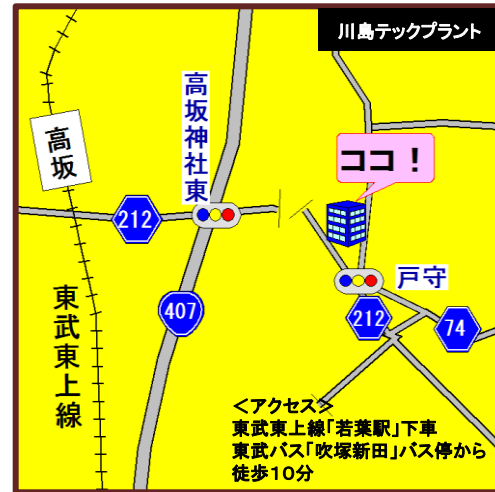 川島テックプラント
高坂神社東
高坂
ココ！
212
戸守
407
212
74
東武東上線
＜アクセス＞
東武東上線「若葉駅」下車
東武バス「吹塚新田」バス停から
徒歩１０分